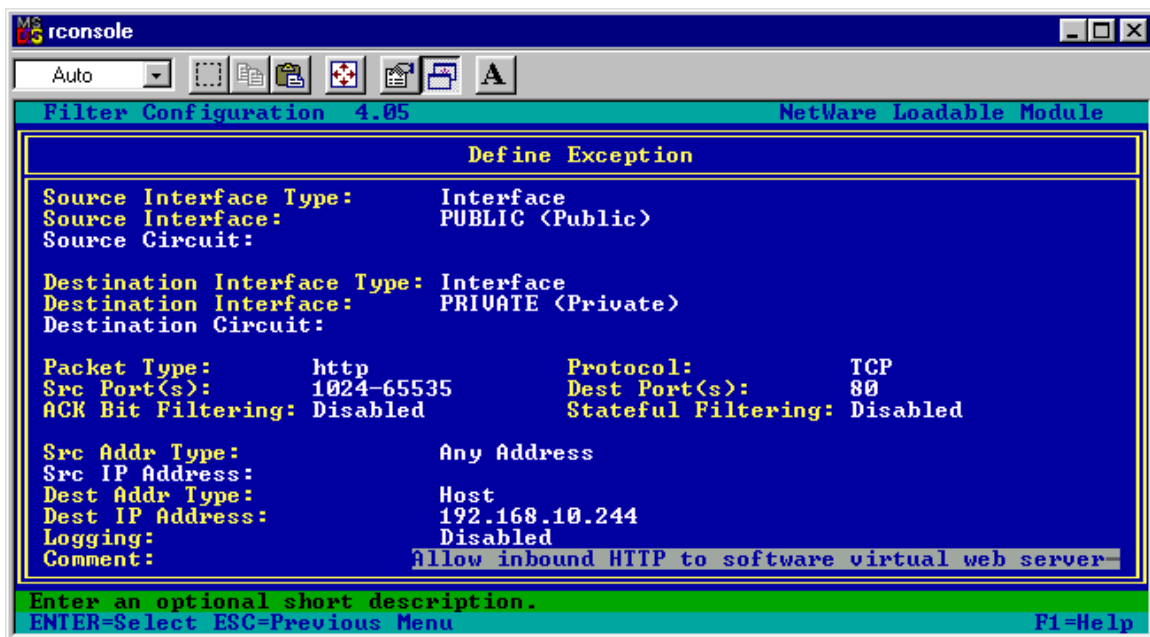 MS DOS rconsole
Auto A
Filter Configuration 4.05 NetWare Loadable Module
Define Exception
Source Interface Type: Interface
Source Interface: PUBLIC (Public)
Source Circuit:
Destination Interface Type: Interface
Destination Interface: PRIVATE (Private)
Destination Circuit:
Packet Type: http Protocol: TCP
Src Port(s): 1024-65535 Dest Port(s): 80
ACK Bit Filtering: Disabled Stateful Filtering: Disabled
Src Addr Type: Any Address
Src IP Address:
Dest Addr Type: Host
Dest IP Address: 192.168.10.244
Logging: Disabled
Comment: Allow inbound HTTP to software virtual web server
Enter an optional short description.
ENTER=Select ESC=Previous Menu F1=Help